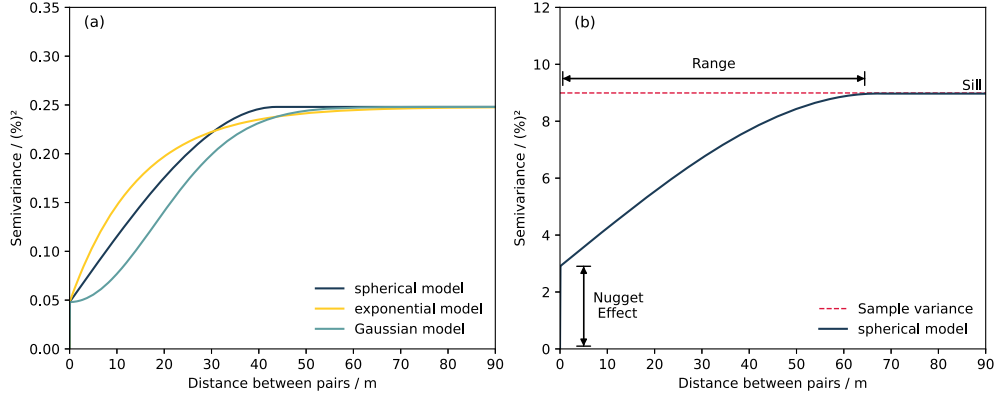 (a)
0.35
0.30
0.25
0.20
0.15
0.10
0.05
0.00
Semivariance / (%)²
spherical model
exponential model
Gaussian model
0 10 20 30 40 50 60 70 80 90
Distance between pairs / m
(b)
12
10
8
6
4
2
0
Semivariance / (%)²
Range
Sill
Nugget
Effect
Sample variance
spherical model
0 10 20 30 40 50 60 70 80 90
Distance between pairs / m